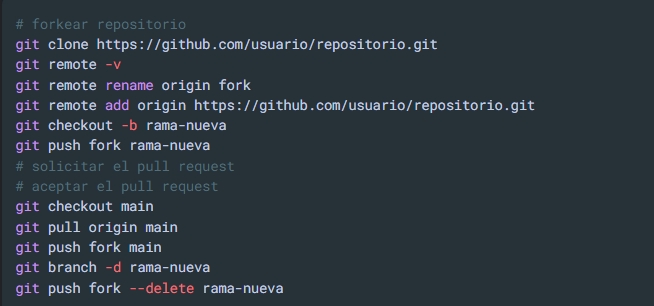 # forkear repositorio
git clone https://github.com/usuario/repositorio.git
git remote -v
git remote rename origin fork
git remote add origin https://github.com/usuario/repositorio.git
git checkout -b rama-nueva
git push fork rama-nueva
# solicitar el pull request
# aceptar el pull request
git checkout main
git pull origin main
git push fork main
git branch -d rama-nueva
git push fork --delete rama-nueva